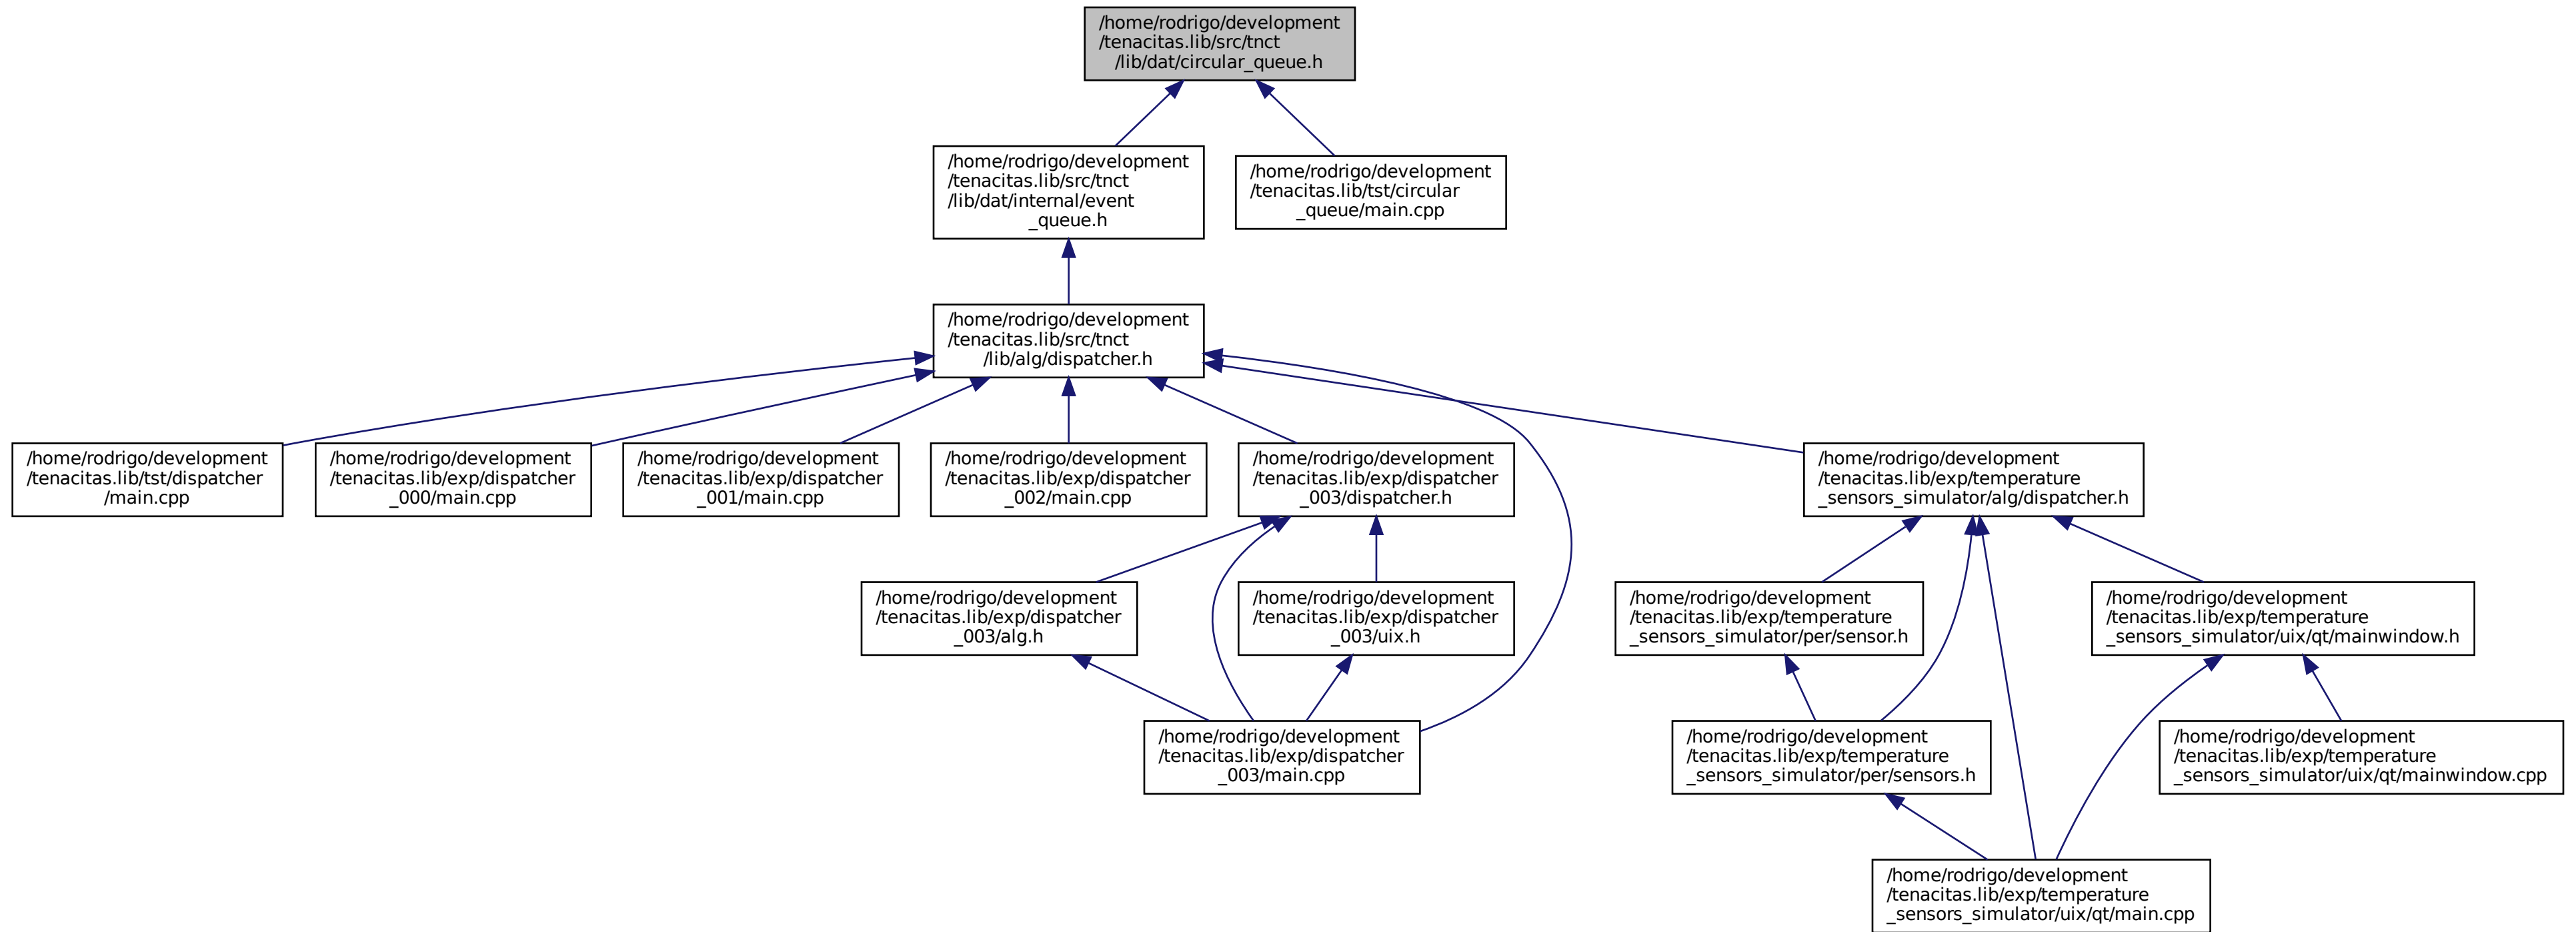 /home/rodrigo/development
/tenacitas.lib/src/tnct
/lib/dat/circular_queue.h
/home/rodrigo/development
/tenacitas.lib/src/tnct
/lib/dat/internal/event
_queue.h
/home/rodrigo/development
/tenacitas.lib/tst/circular
_queue/main.cpp
/home/rodrigo/development
/tenacitas.lib/src/tnct
/lib/alg/dispatcher.h
/home/rodrigo/development
/tenacitas.lib/tst/dispatcher
/main.cpp
/home/rodrigo/development
/tenacitas.lib/exp/dispatcher
_000/main.cpp
/home/rodrigo/development
/tenacitas.lib/exp/dispatcher
_001/main.cpp
/home/rodrigo/development
/tenacitas.lib/exp/dispatcher
_002/main.cpp
/home/rodrigo/development
/tenacitas.lib/exp/dispatcher
_003/dispatcher.h
/home/rodrigo/development
/tenacitas.lib/exp/temperature
_sensors_simulator/alg/dispatcher.h
/home/rodrigo/development
/tenacitas.lib/exp/dispatcher
_003/alg.h
/home/rodrigo/development
/tenacitas.lib/exp/dispatcher
_003/uix.h
/home/rodrigo/development
/tenacitas.lib/exp/temperature
_sensors_simulator/per/sensor.h
/home/rodrigo/development
/tenacitas.lib/exp/temperature
_sensors_simulator/uix/qt/mainwindow.h
/home/rodrigo/development
/tenacitas.lib/exp/dispatcher
_003/main.cpp
/home/rodrigo/development
/tenacitas.lib/exp/temperature
_sensors_simulator/per/sensors.h
/home/rodrigo/development
/tenacitas.lib/exp/temperature
_sensors_simulator/uix/qt/mainwindow.cpp
/home/rodrigo/development
/tenacitas.lib/exp/temperature
_sensors_simulator/uix/qt/main.cpp